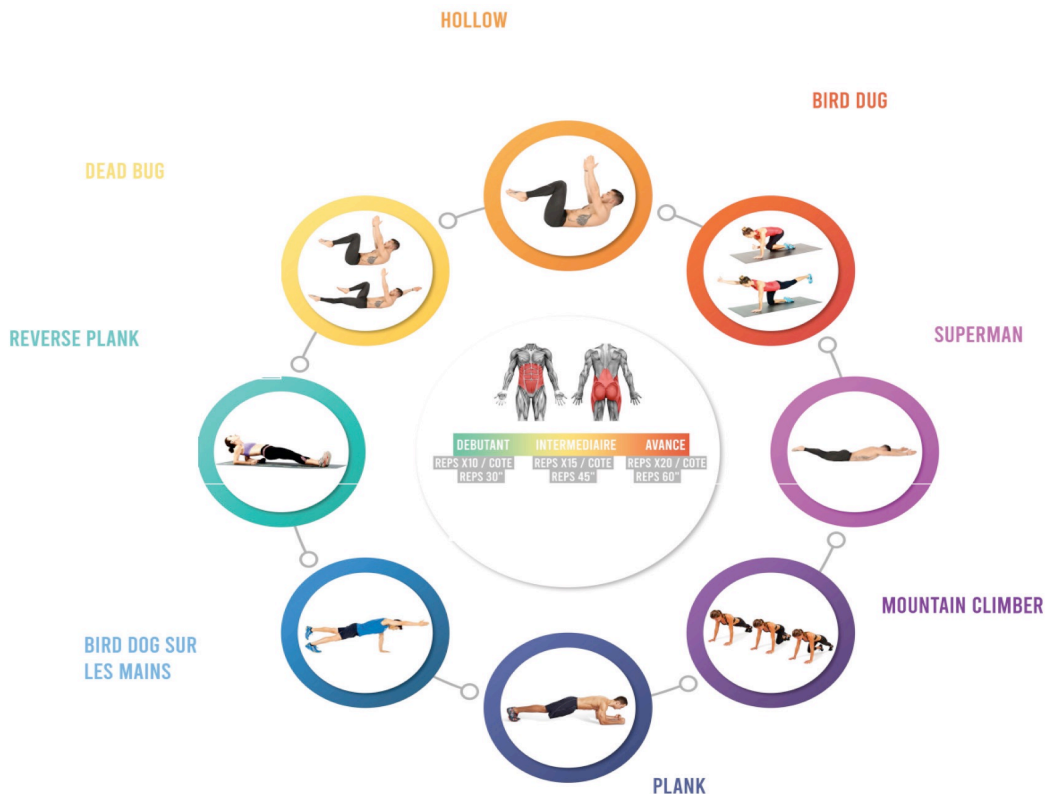 HOLLOW
BIRD DUG
DEAD BUG
REVERSE PLANK
SUPERMAN
DEBUTANT INTERMEDIAIRE AVANCE
REPS X10 / COTE REPS X15 / COTE REPS X20 / COTE
REPS 30" REPS 45" REPS 60"
MOUNTAIN CLIMBER
BIRD DOG SUR
LES MAINS
PLANK